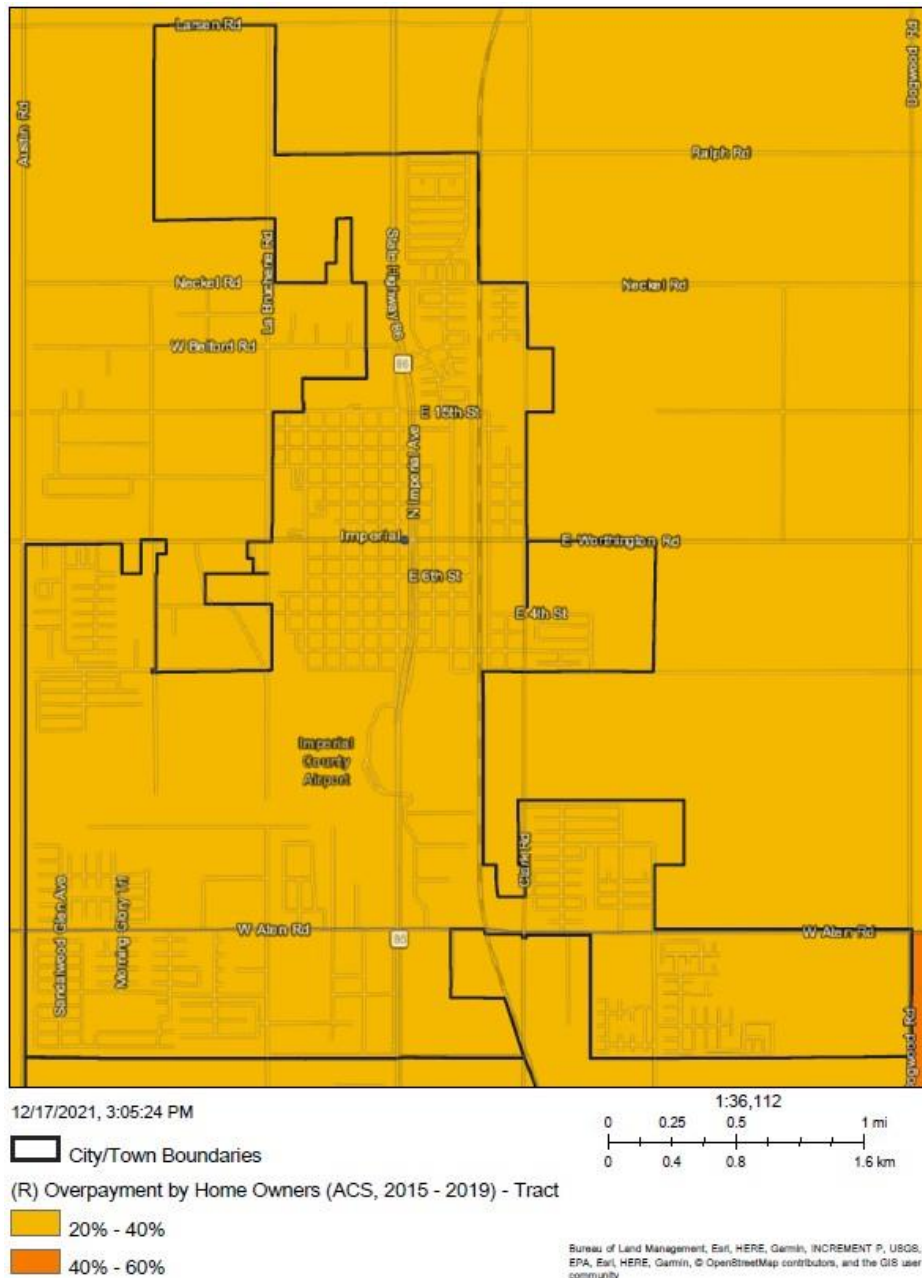 Larsen Rd
Dogwood Rd
Austin Rd
Ralph Rd
State Highway 86
La Brucherie Rd
Neckel Rd
Neckel Rd
W Belford Rd
86
E 15th St
N Imperial Ave
Imperial
E Worthington Rd
E 6th St
E 4th St
Imperial
County
Airport
Clark Rd
Sandalwood Glen Ave
Morning Glory Trl
W Aten Rd
W Aten Rd
86
ogwood Rd
12/17/2021, 3:05:24 PM
1:36,112
0 0.25 0.5 1 mi
0 0.4 0.8 1.6 km
City/Town Boundaries
(R) Overpayment by Home Owners (ACS, 2015 - 2019) - Tract
20% - 40%
40% - 60%
Bureau of Land Management, Esri, HERE, Garmin, INCREMENT P, USGS,
EPA, Esri, HERE, Garmin, © OpenStreetMap contributors, and the GIS user
community